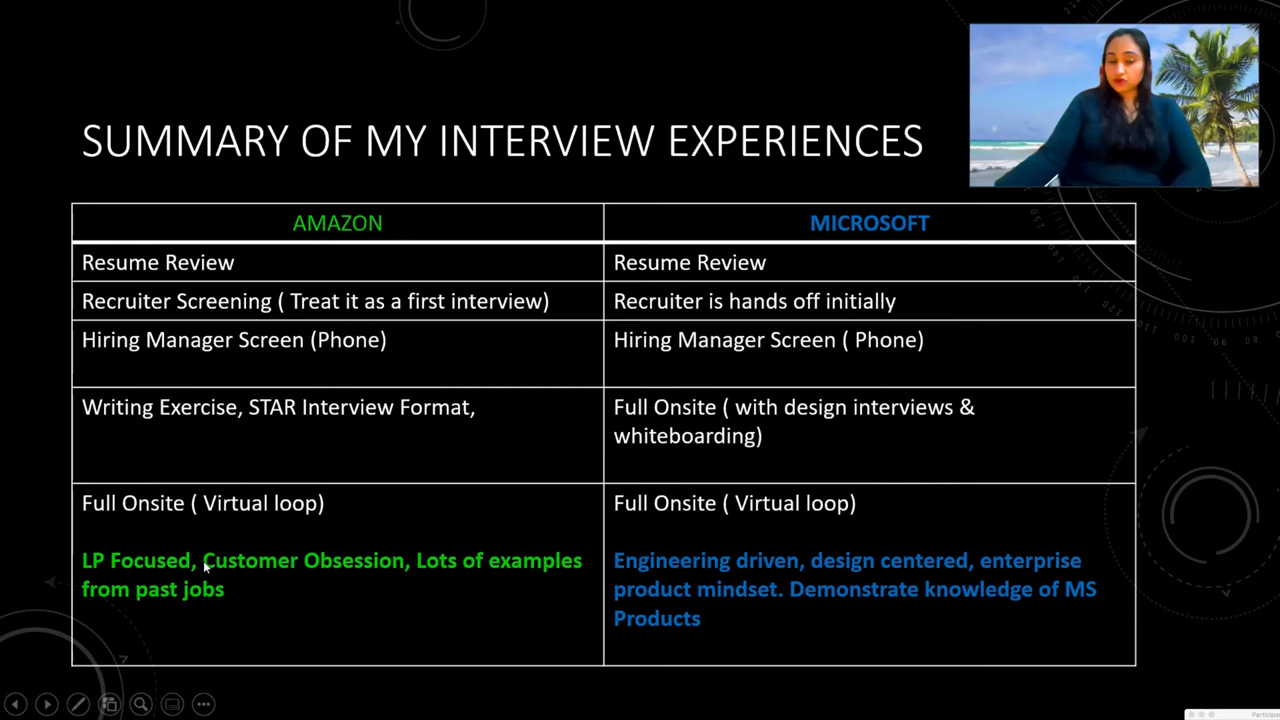 SUMMARY OF MY INTERVIEW EXPERIENCES
AMAZON
MICROSOFT
Resume Review
Resume Review
Recruiter Screening ( Treat it as a first interview)
Recruiter is hands off initially
Hiring Manager Screen (Phone)
Hiring Manager Screen ( Phone)
Writing Exercise, STAR Interview Format,
Full Onsite ( with design interviews &
whiteboarding)
Full Onsite ( Virtual loop)
LP Focused, Customer Obsession, Lots of examples
from past jobs
Full Onsite ( Virtual loop)
Engineering driven, design centered, enterprise
product mindset. Demonstrate knowledge of MS
Products